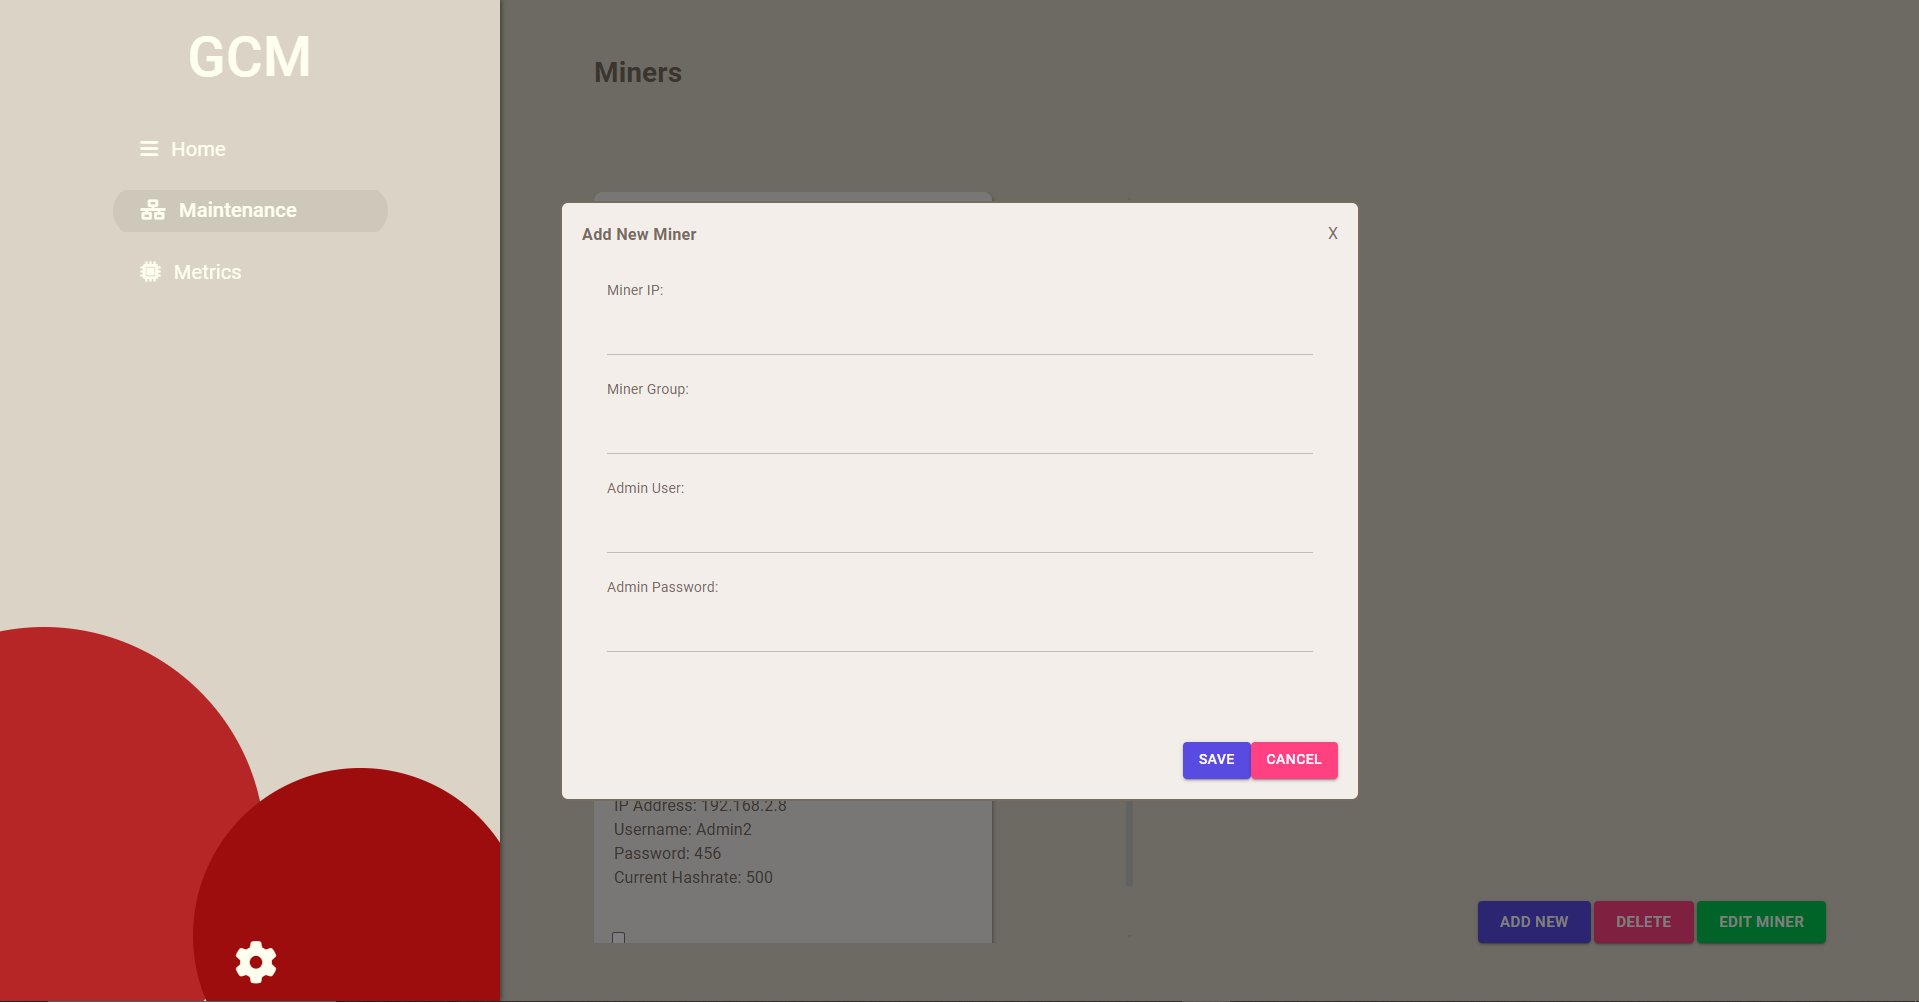 GCM
Home
Maintenance
Metrics
Miners
Add New Miner
X
Miner IP:
Miner Group:
Admin User:
Admin Password:
SAVE
CANCEL
IP Address: 192.168.2.8
Username: Admin2
Password: 456
Current Hashrate: 500
ADD NEW
DELETE
EDIT MINER